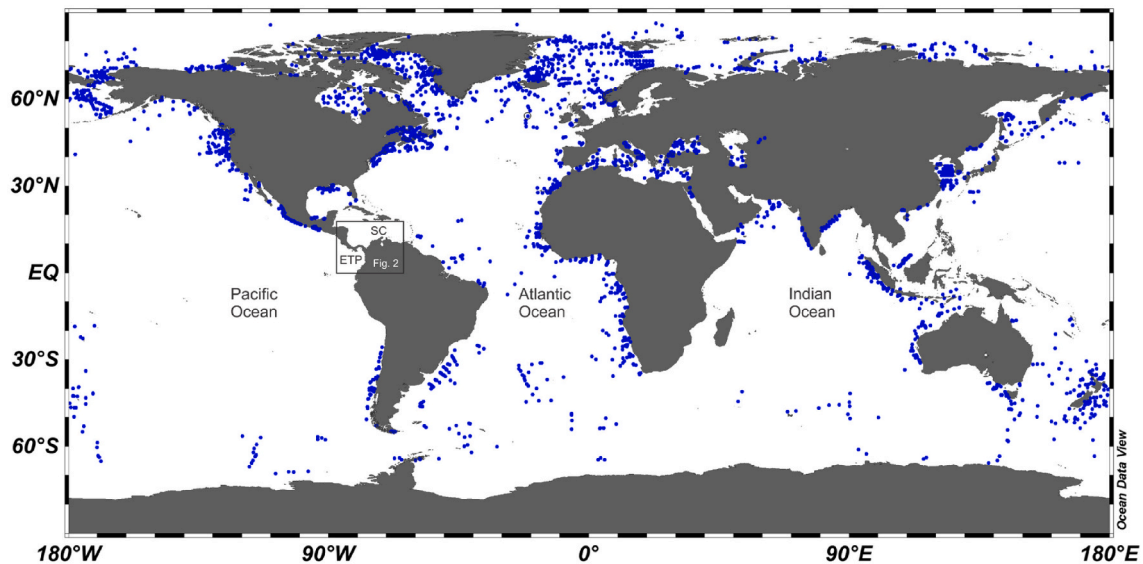 60°N
30°N
EQ
30°S
60°S
SC
ETP
Fig. 2
Pacific
Ocean
Atlantic
Ocean
Indian
Ocean
180°W
90°W
0°
90°E
180°E
Ocean Data View